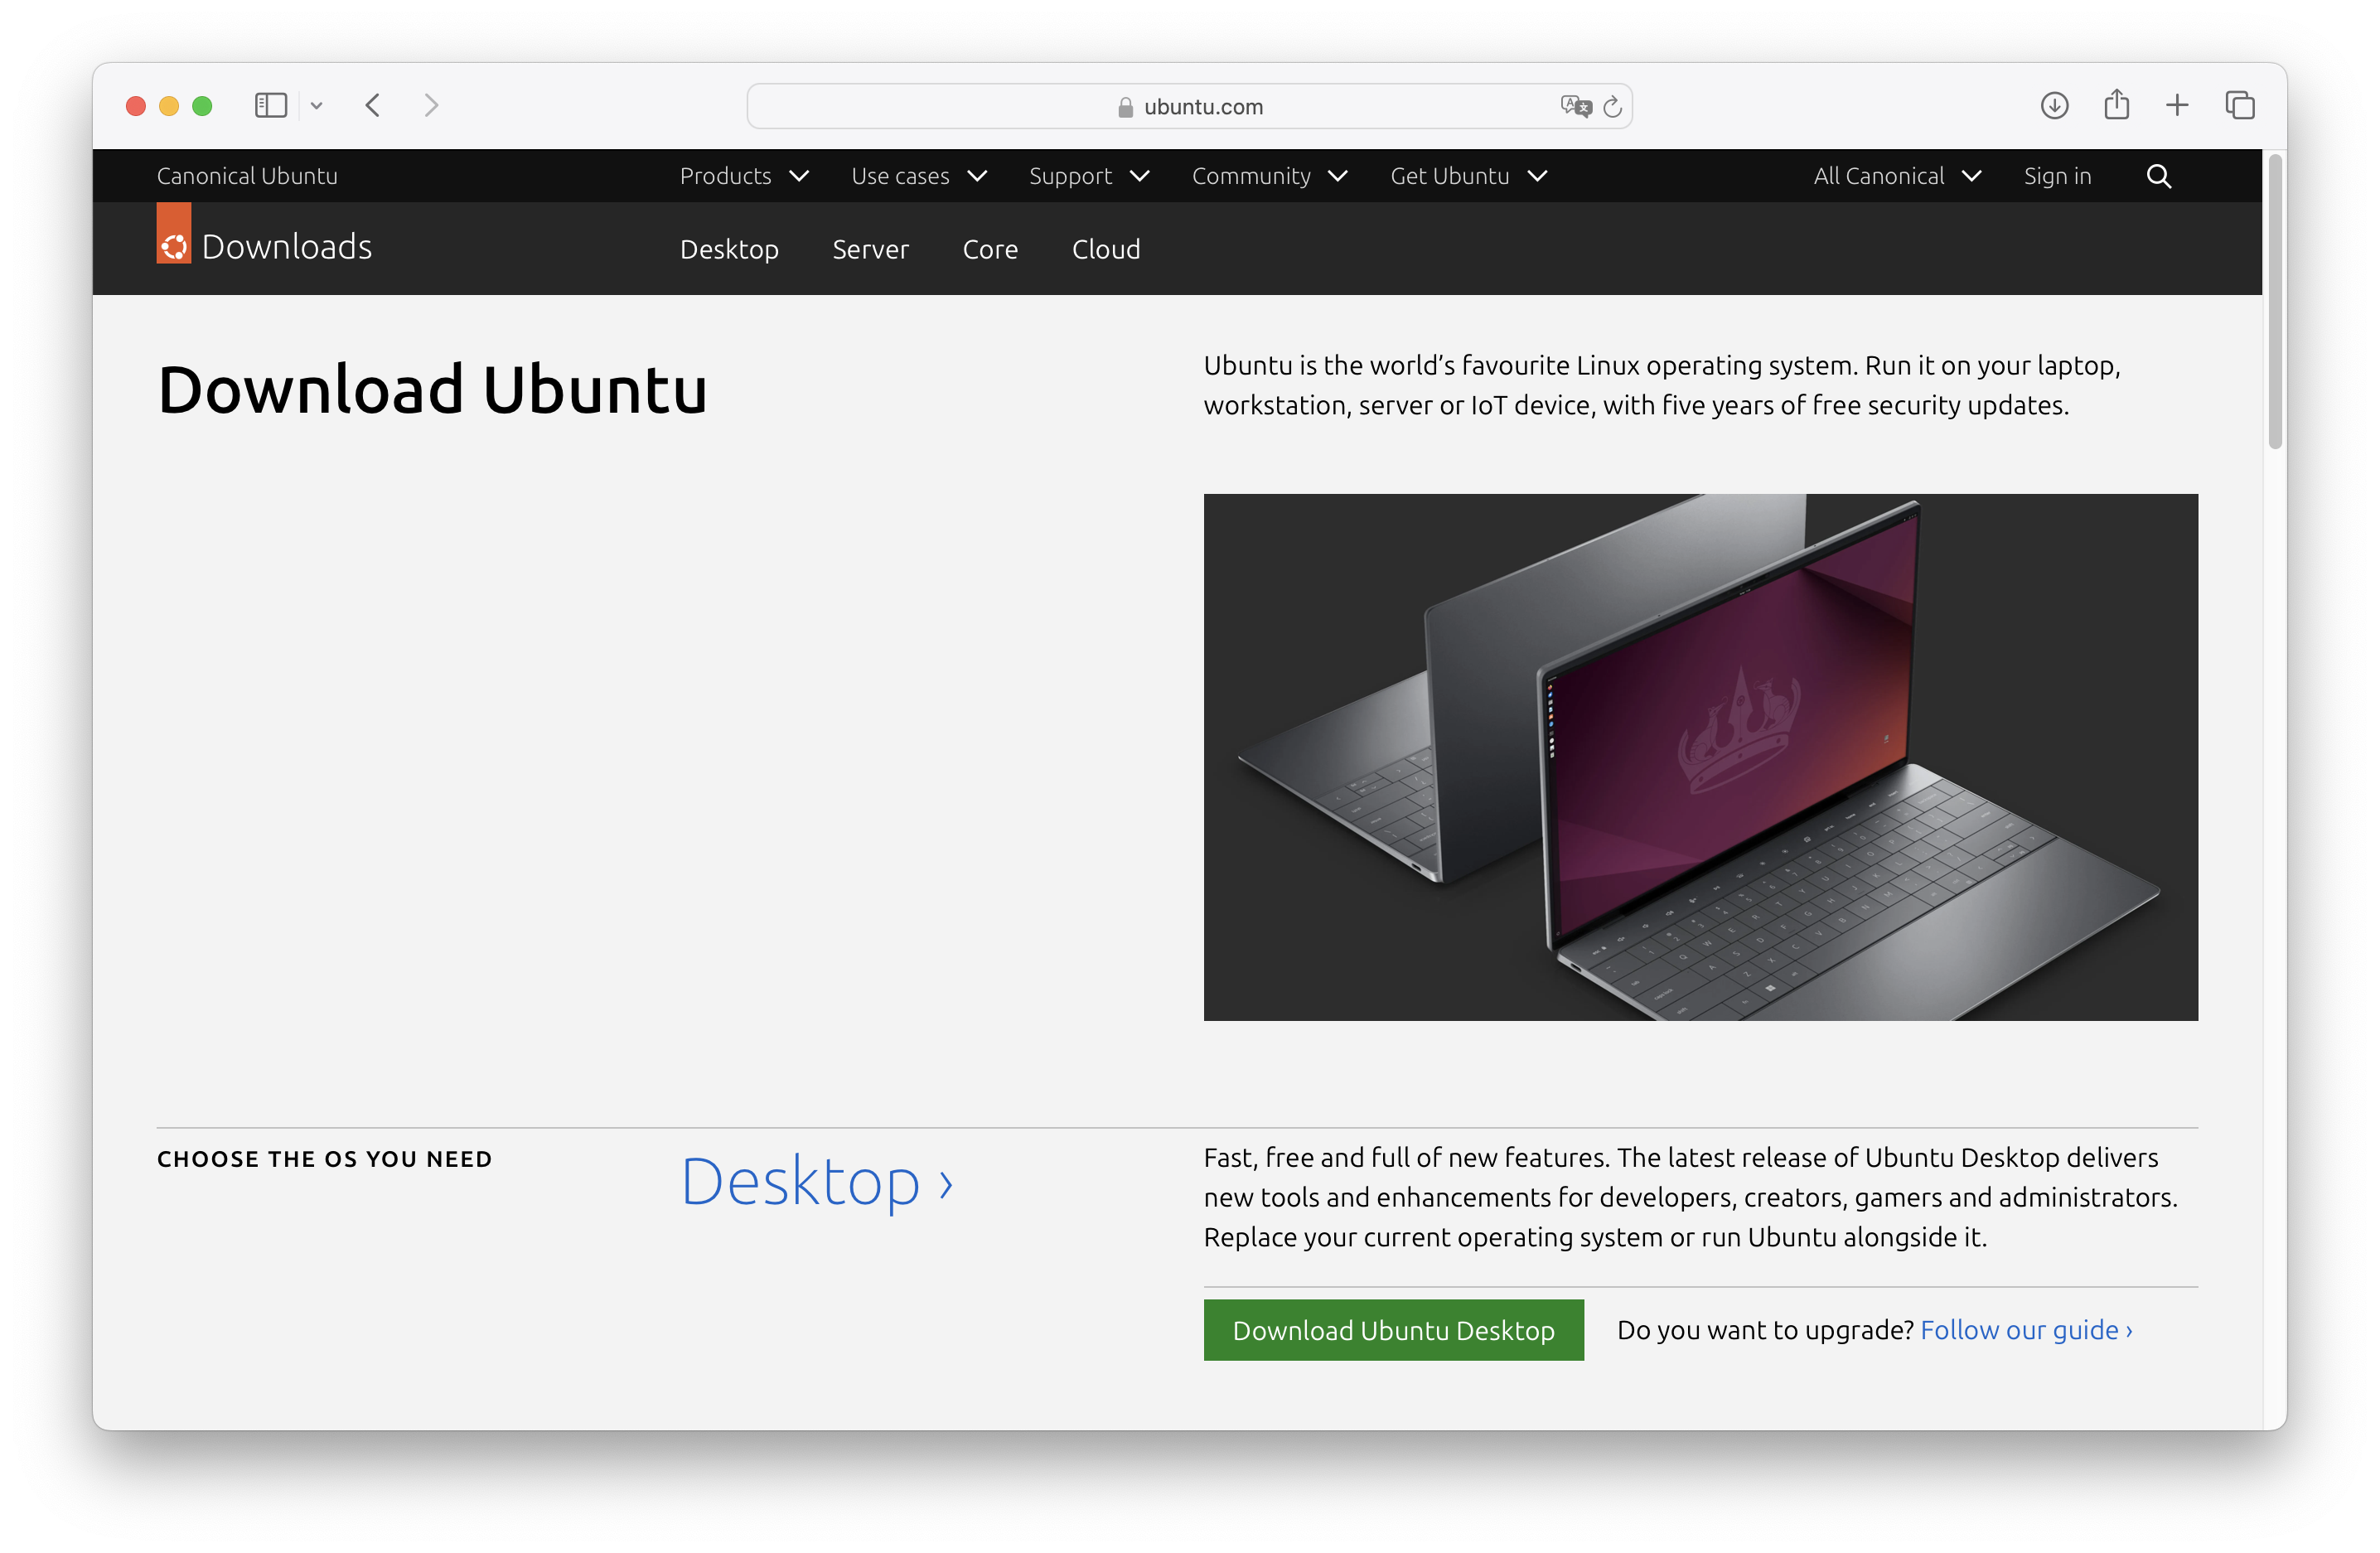 ubuntu.com
Canonical Ubuntu
Products
Use cases
Support
Community
Get Ubuntu
All Canonical
Sign in
Downloads
Desktop
Server
Core
Cloud
Download Ubuntu
Ubuntu is the world’s favourite Linux operating system. Run it on your laptop,
workstation, server or IoT device, with five years of free security updates.
CHOOSE THE OS YOU NEED
Desktop ›
Fast, free and full of new features. The latest release of Ubuntu Desktop delivers
new tools and enhancements for developers, creators, gamers and administrators.
Replace your current operating system or run Ubuntu alongside it.
Download Ubuntu Desktop
Do you want to upgrade? Follow our guide ›